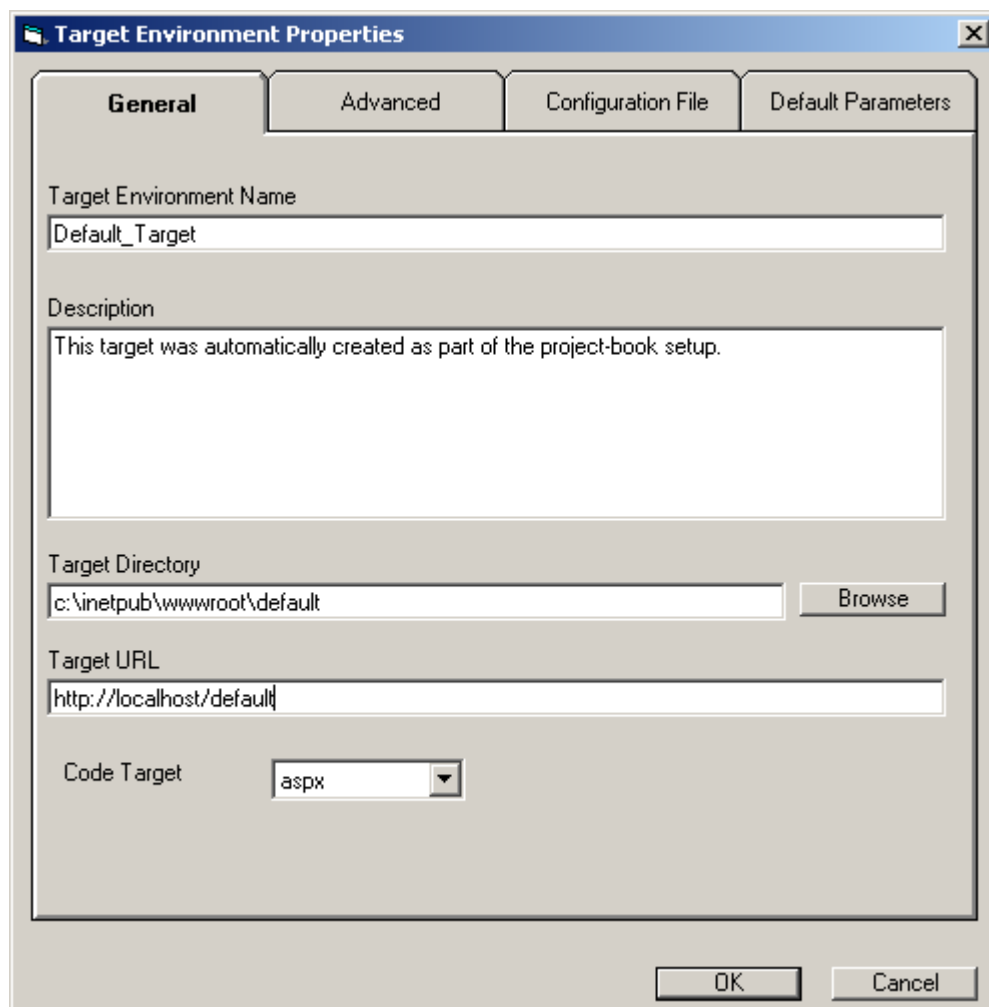 Target Environment Properties
General
Advanced
Configuration File
Default Parameters
Target Environment Name
Default_Target
Description
This target was automatically created as part of the project-book setup.
Target Directory
c:\inetpub\wwwroot\default
Browse
Target URL
http://localhost/default
Code Target
aspx
OK
Cancel